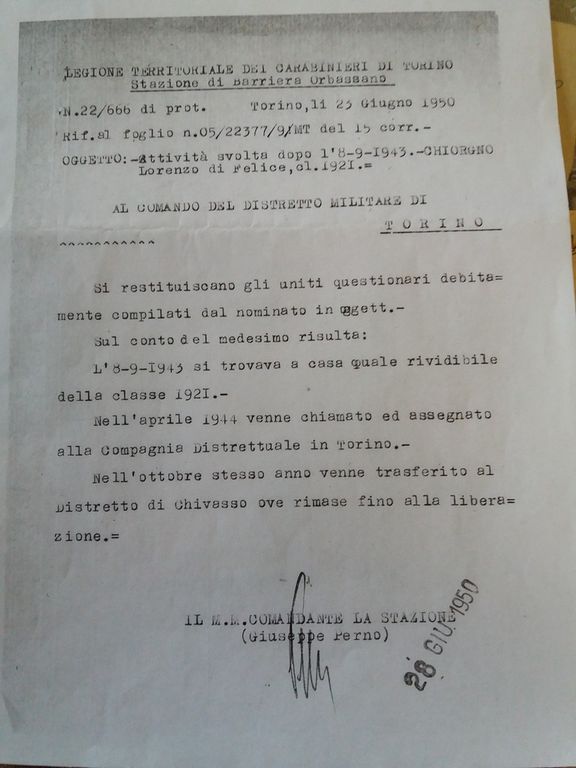 LEGIONE TERRITORIALE DEI CARABINIERI DI TORINO
Stazione di Barriera Orbassano
N.22/666 di prot. Torino,li 23 Giugno 1950
Rif.al foglio n.05/22377/9/MT del 15 corr.-
OGGETTO:-Attività svolta dopo l'8-9-1943.-CHIORGNO
Lorenzo di Felice,cl.1921.=
AL COMANDO DEL DISTRETTO MILITARE DI
T O R I N O
^^^^^^^^^^^
Si restituiscano gli uniti questionari debita=
mente compilati dal nominato in oggett.-
Sul conto del medesimo risulta:
L'8-9-1943 si trovava a casa quale rividibile
della classe 1921.-
Nell'aprile 1944 venne chiamato ed assegnato
alla Compagnia Distrettuale in Torino.-
Nell'ottobre stesso anno venne trasferito al
Distretto di Chivasso ove rimase fino alla libera=
zione.=
IL M.M.COMANDANTE LA STAZIONE
(Giuseppe Perno)
28 GIU. 1950